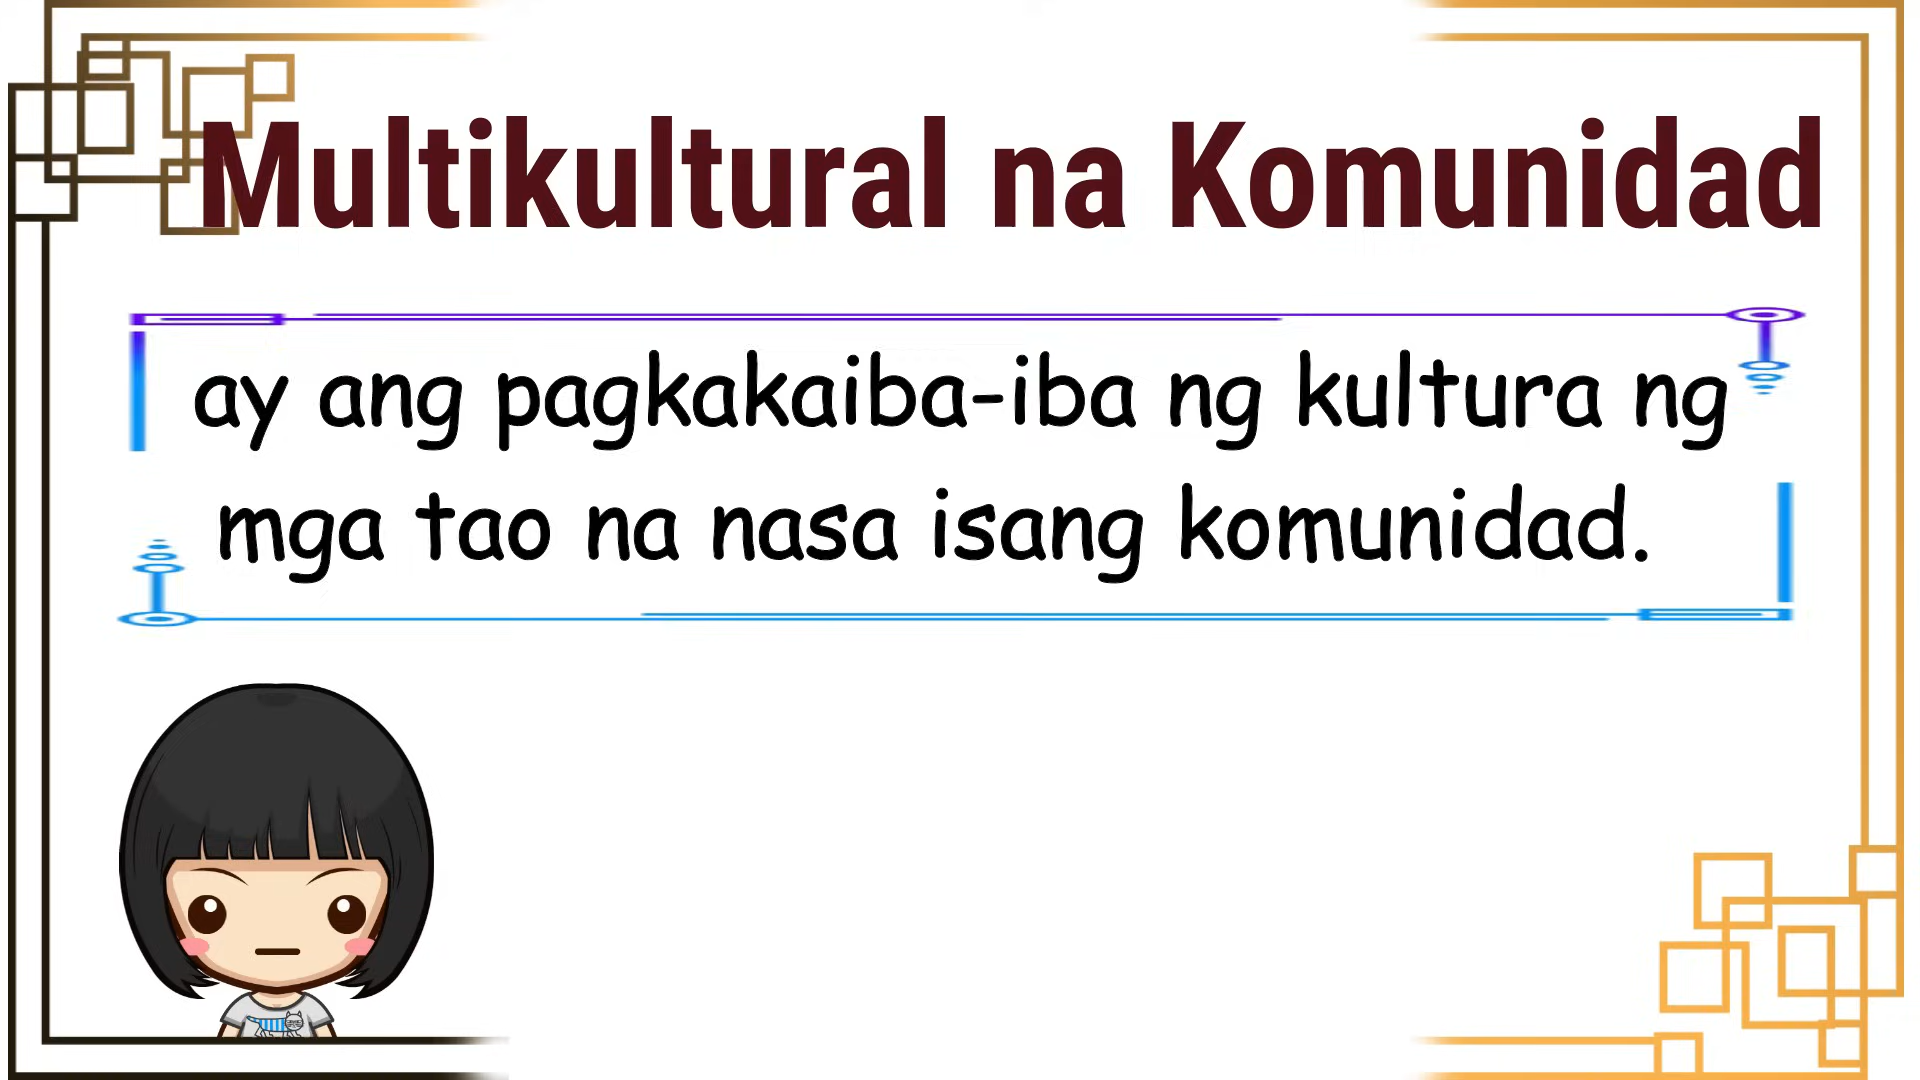 Multikultural na Komunidad
ay ang pagkakaiba-iba ng kultura ng
mga tao na nasa isang komunidad.